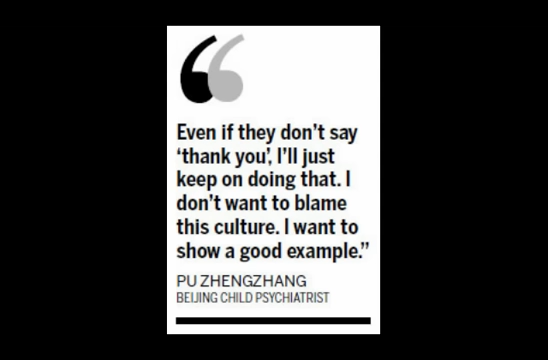 Even if they don’t say
‘thank you’, I’ll just
keep on doing that. I
don’t want to blame
this culture. I want to
show a good example.”
PU ZHENGZHANG
BEIJING CHILD PSYCHIATRIST